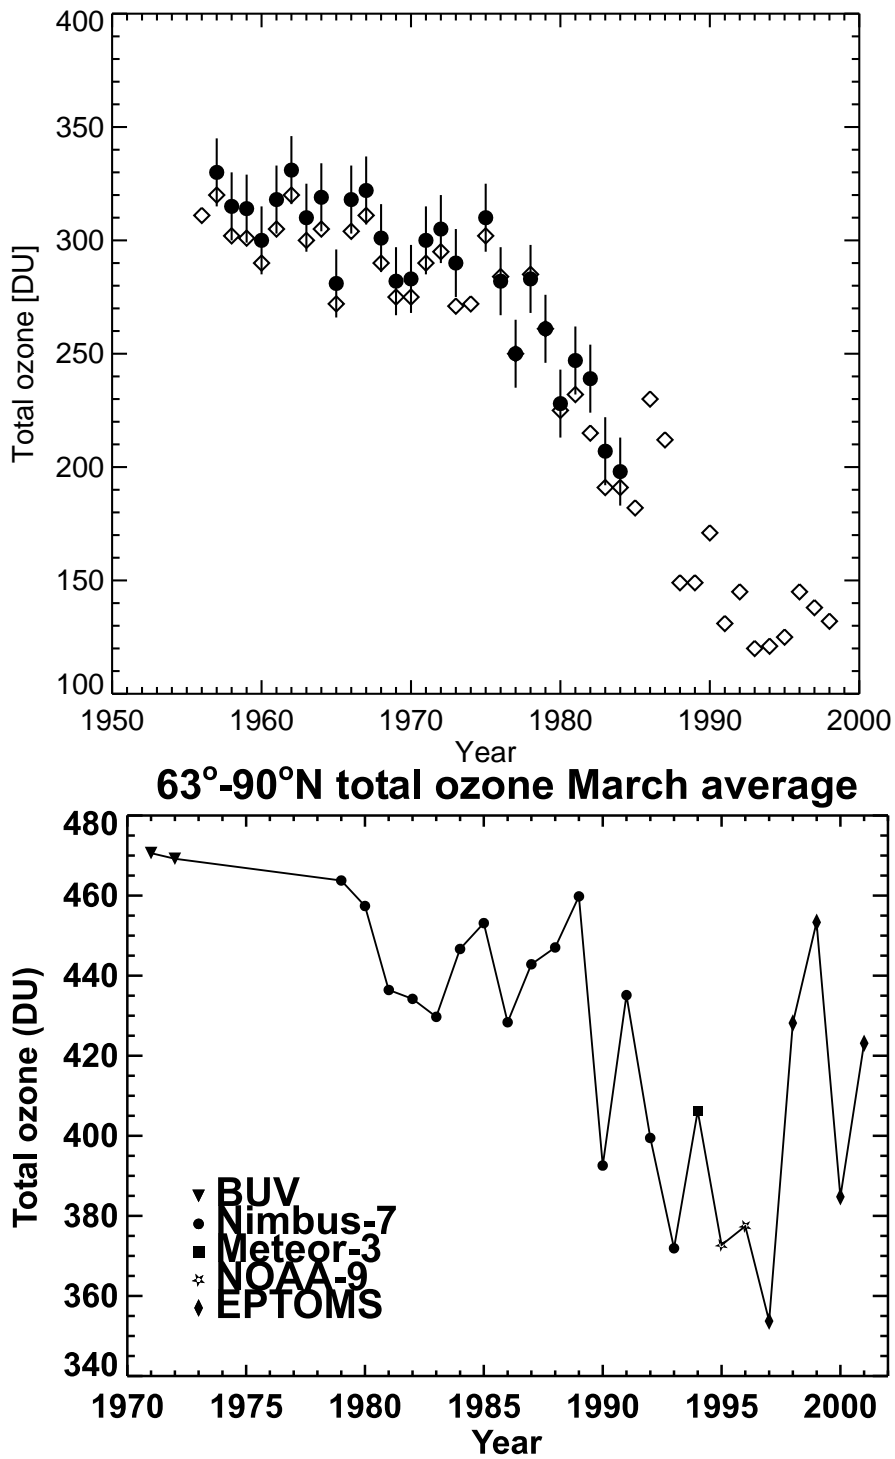 400
350
300
250
200
150
100
Total ozone [DU]
1950 1960 1970 1980 1990 2000
Year
63°-90°N total ozone March average
480
460
440
420
400
380
360
340
Total ozone (DU)
BUV
Nimbus-7
Meteor-3
NOAA-9
EPTOMS
1970 1975 1980 1985 1990 1995 2000
Year